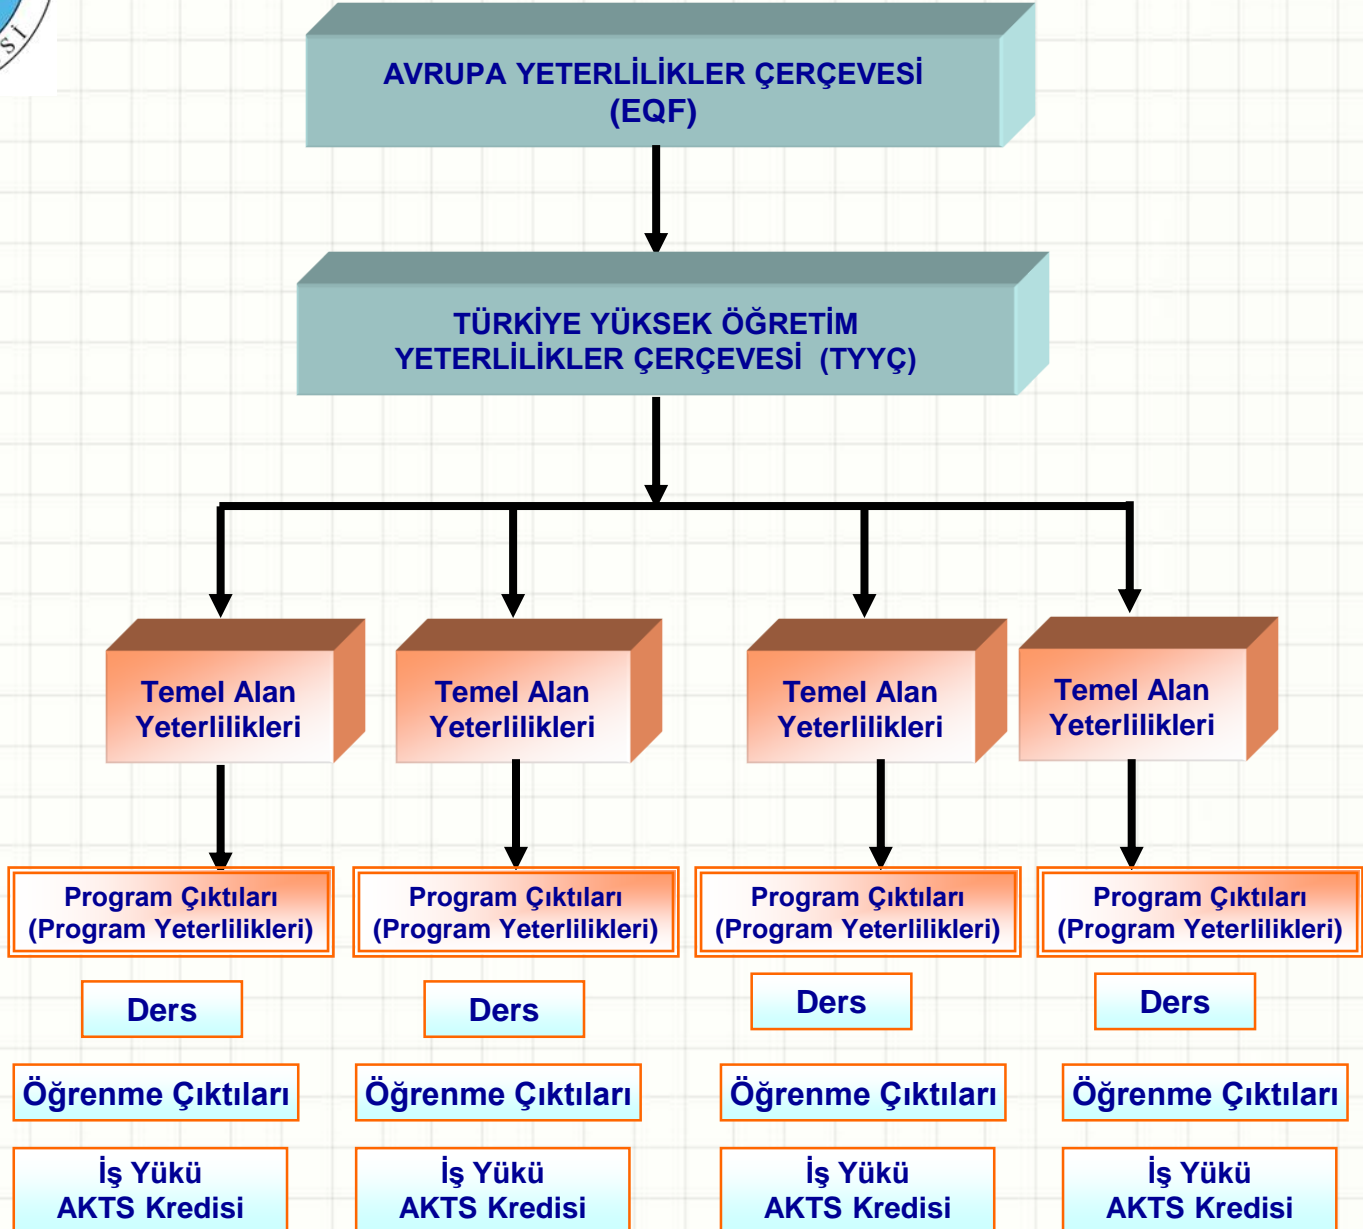 AVRUPA YETERLİLİKLER ÇERÇEVESİ
(EQF)
TÜRKİYE YÜKSEK ÖĞRETİM
YETERLİLİKLER ÇERÇEVESİ (TYYÇ)
Temel Alan
Yeterlilikleri
Temel Alan
Yeterlilikleri
Temel Alan
Yeterlilikleri
Temel Alan
Yeterlilikleri
Program Çıktıları
(Program Yeterlilikleri)
Program Çıktıları
(Program Yeterlilikleri)
Program Çıktıları
(Program Yeterlilikleri)
Program Çıktıları
(Program Yeterlilikleri)
Ders
Ders
Ders
Ders
Öğrenme Çıktıları
Öğrenme Çıktıları
Öğrenme Çıktıları
Öğrenme Çıktıları
İş Yükü
AKTS Kredisi
İş Yükü
AKTS Kredisi
İş Yükü
AKTS Kredisi
İş Yükü
AKTS Kredisi